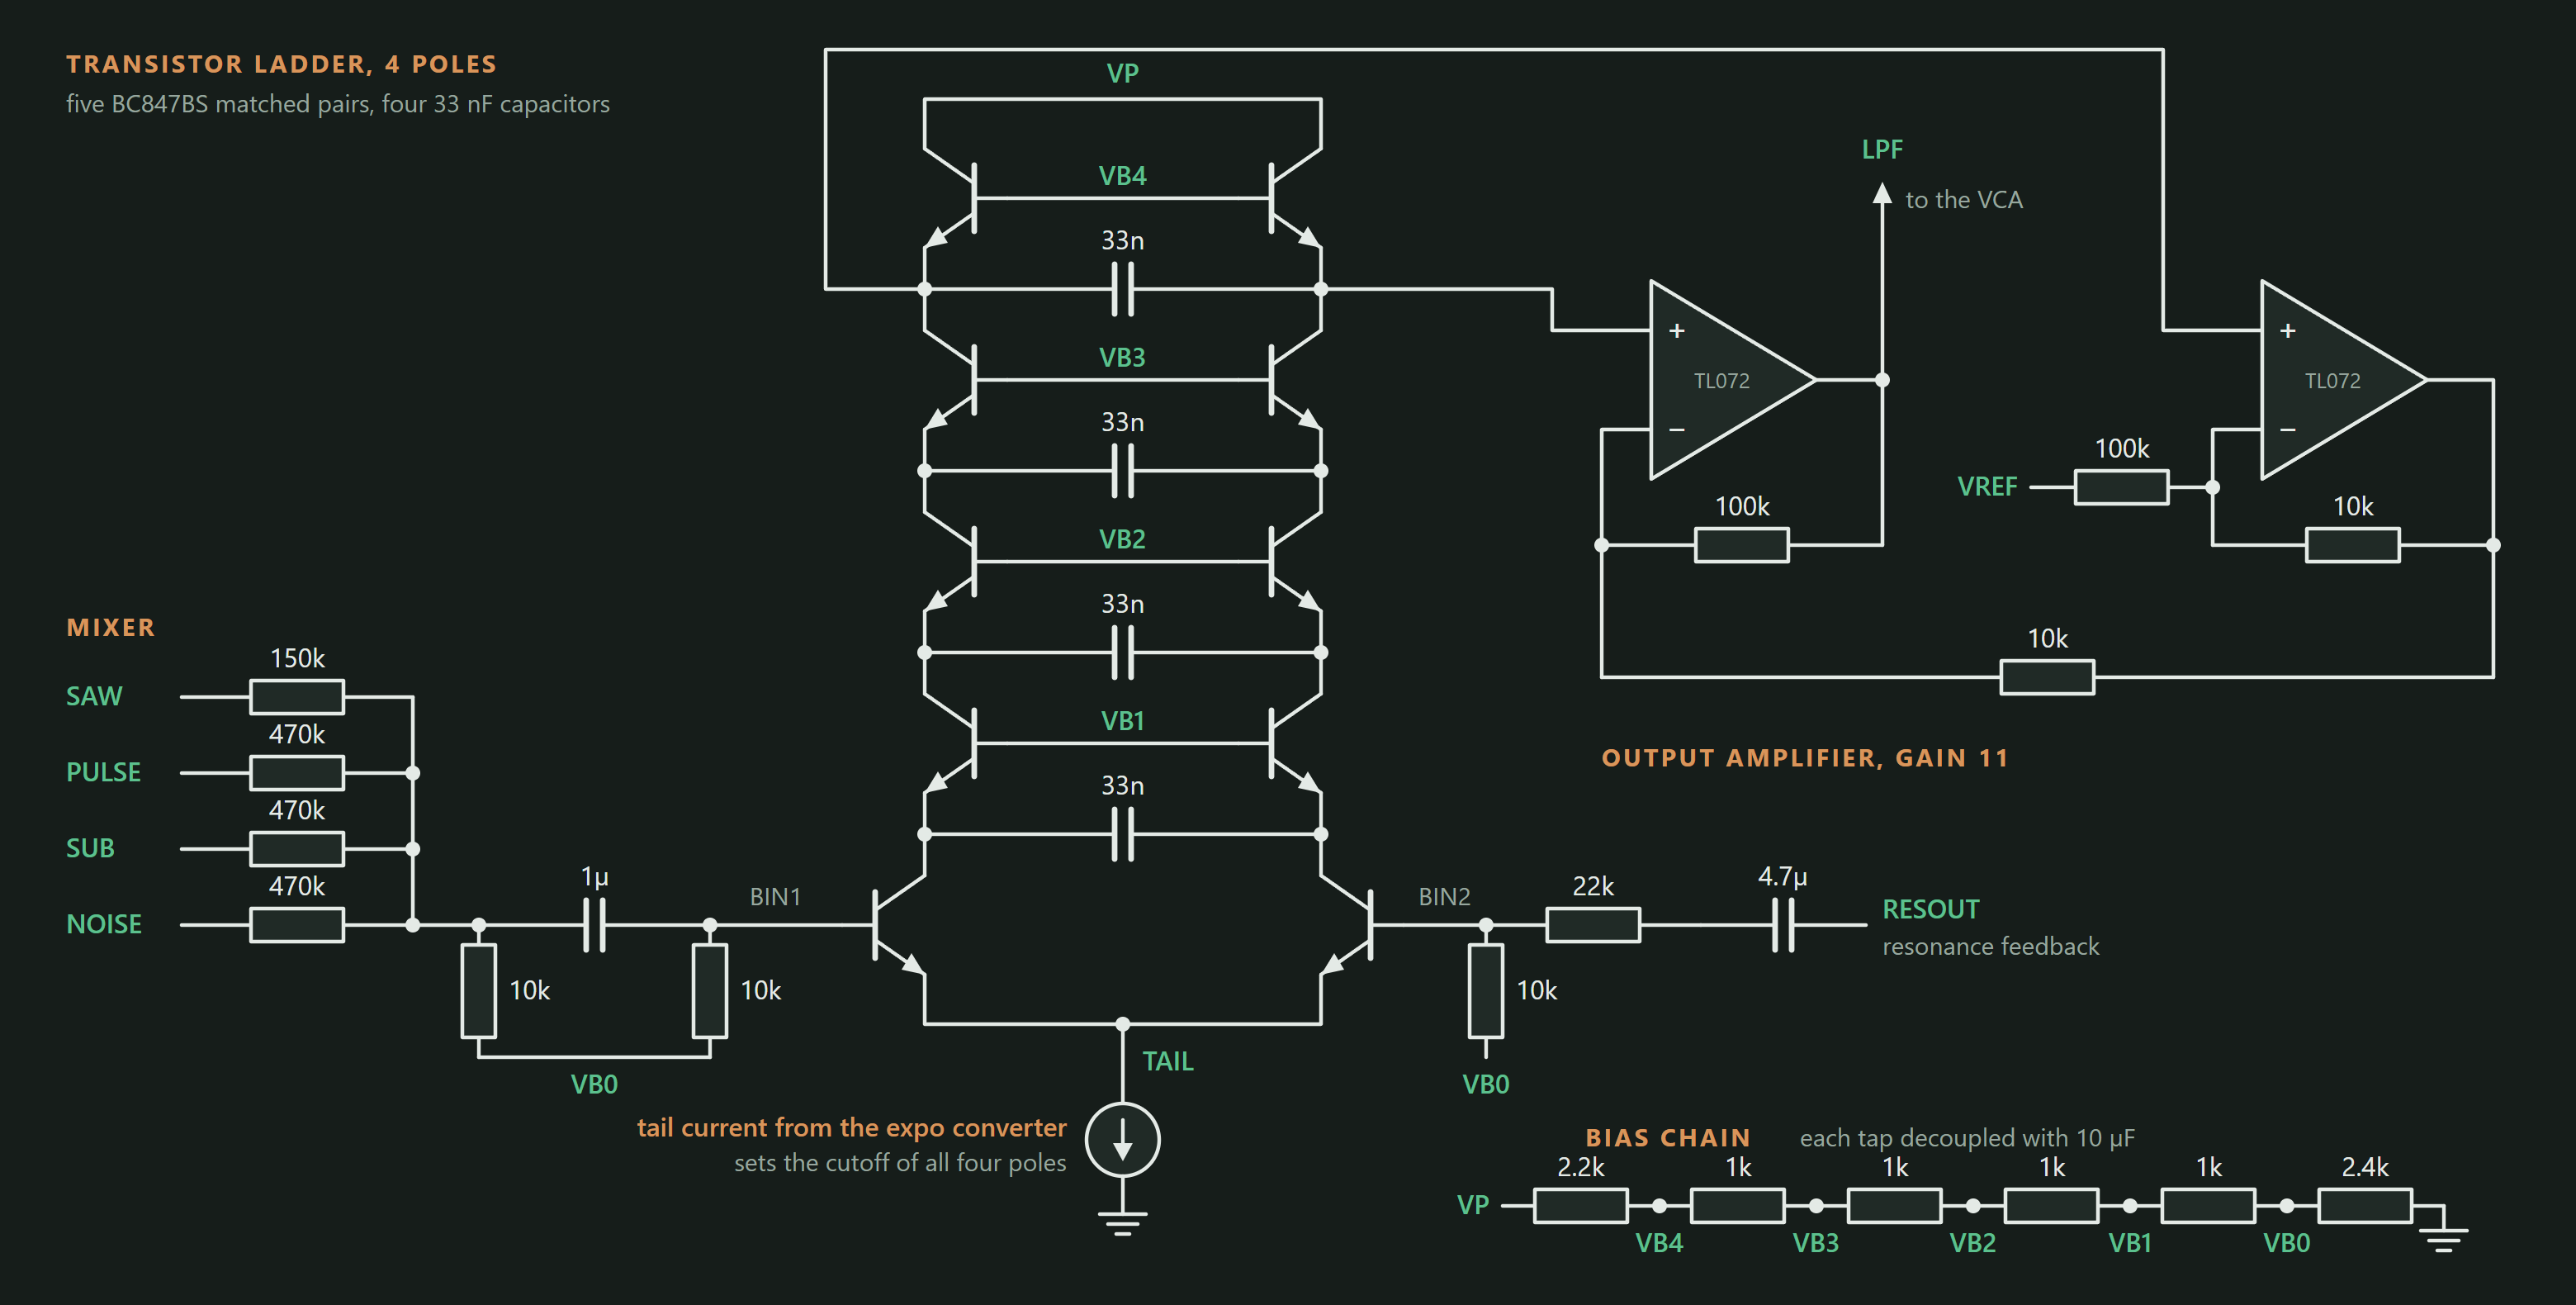 TRANSISTOR LADDER, 4 POLES
five BC847BS matched pairs, four 33 nF capacitors
VP
VB4
33n
VB3
33n
VB2
33n
VB1
33n
LPF
to the VCA
+
TL072
−
100k
+
TL072
−
VREF
100k
10k
10k
OUTPUT AMPLIFIER, GAIN 11
MIXER
150k
SAW
470k
PULSE
470k
SUB
470k
NOISE
1µ
BIN1
10k
10k
VB0
BIN2
22k
4.7µ
RESOUT
resonance feedback
10k
VB0
TAIL
tail current from the expo converter
sets the cutoff of all four poles
BIAS CHAIN
each tap decoupled with 10 µF
2.2k
1k
1k
1k
1k
2.4k
VP
VB4
VB3
VB2
VB1
VB0